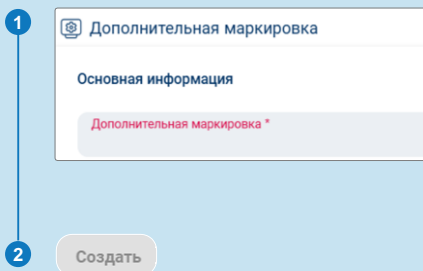 1
Дополнительная маркировка
Основная информация
Дополнительная маркировка *
2
Создать